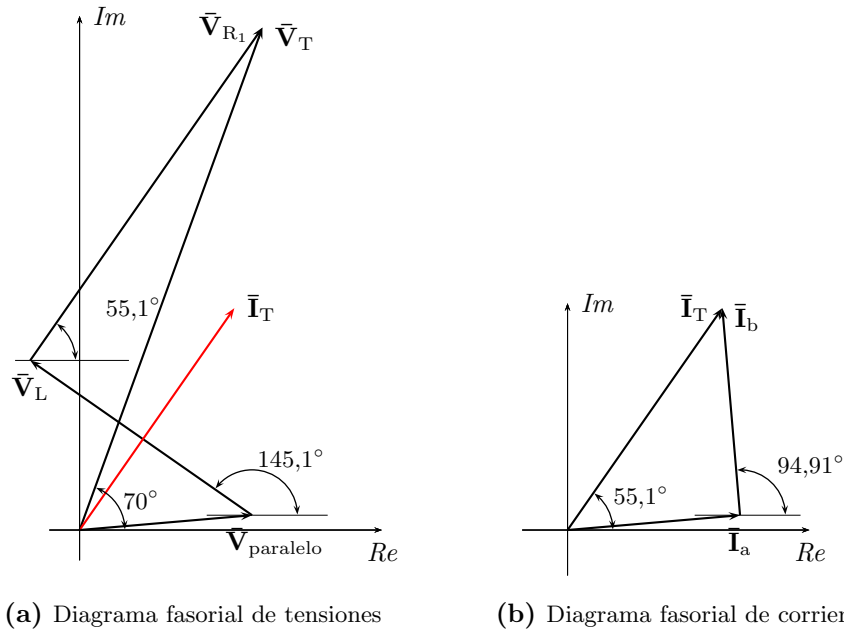 Im
V̄R₁
V̄T
55,1°
ĪT
V̄L
145,1°
70°
V̄paralelo
Re
(a) Diagrama fasorial de tensiones
Im
ĪT
Īb
94,91°
55,1°
Īa
Re
(b) Diagrama fasorial de corrien